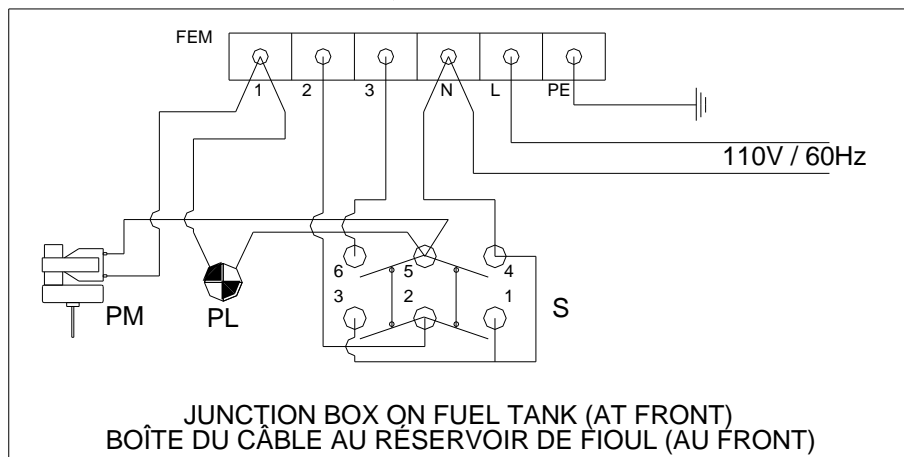 FEM
1 2 3 N L PE
110V / 60Hz
6 5 4
3 2 1
PM PL S
JUNCTION BOX ON FUEL TANK (AT FRONT)
BOÎTE DU CÂBLE AU RÉSERVOIR DE FIOUL (AU FRONT)